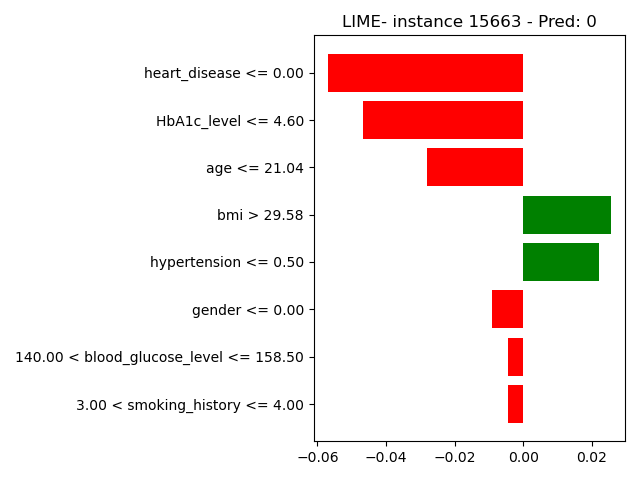 LIME- instance 15663 - Pred: 0
heart_disease <= 0.00
HbA1c_level <= 4.60
age <= 21.04
bmi > 29.58
hypertension <= 0.50
gender <= 0.00
140.00 < blood_glucose_level <= 158.50
3.00 < smoking_history <= 4.00
−0.06 −0.04 −0.02 0.00 0.02